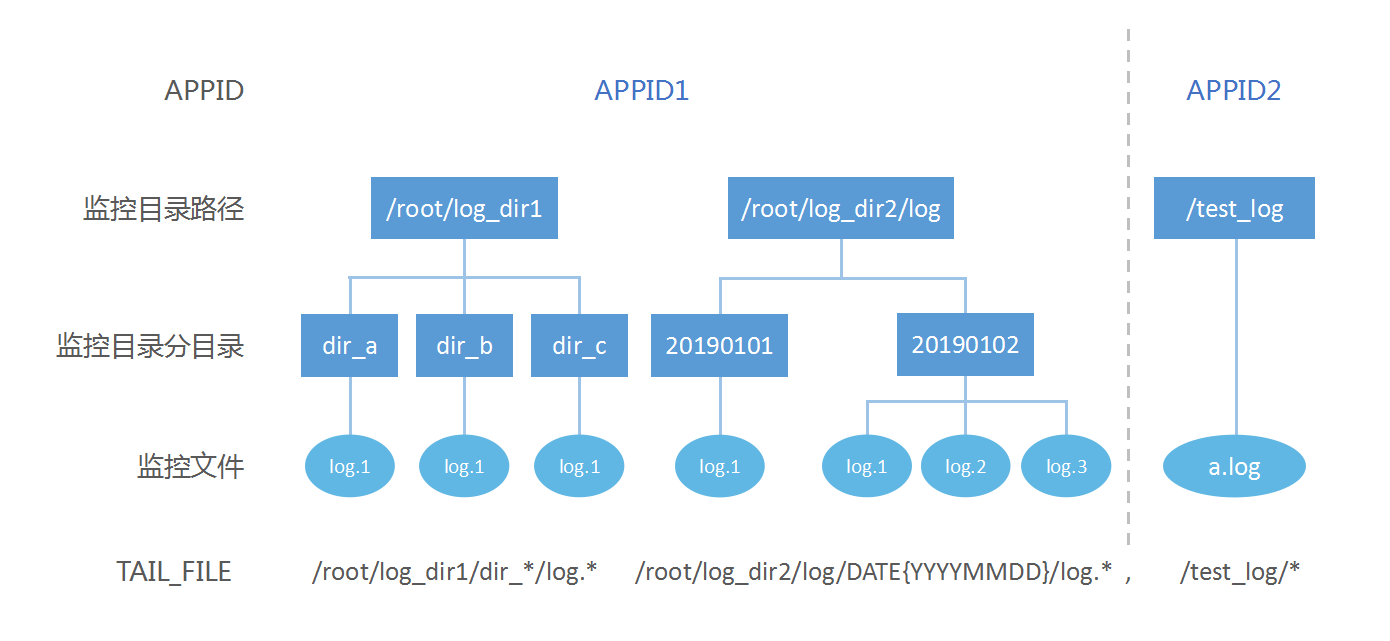 APPID APPID1 APPID2
监控目录路径 /root/log_dir1 /root/log_dir2/log /test_log
监控目录分目录 dir_a dir_b dir_c 20190101 20190102
监控文件 log.1 log.1 log.1 log.1 log.1 log.2 log.3 a.log
TAIL_FILE /root/log_dir1/dir_*/log.* /root/log_dir2/log/DATE{YYYYMMDD}/log.* , /test_log/*